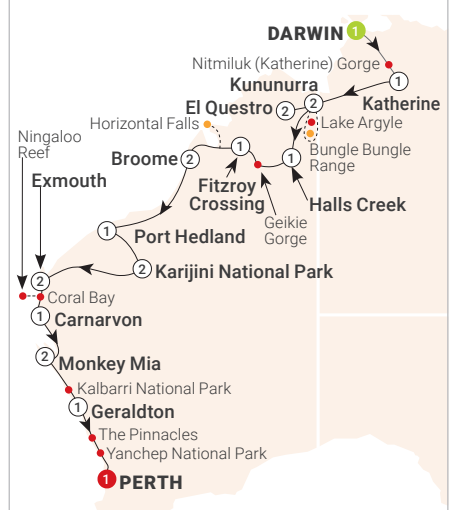 DARWIN 1
Nitmiluk (Katherine) Gorge
1
Katherine
Kununurra
2
El Questro 2
Lake Argyle
Horizontal Falls
Bungle Bungle
Range
Ningaloo
Reef
Broome 2
1
1
Fitzroy
Crossing
Halls Creek
Exmouth
Geikie
Gorge
1
Port Hedland
2 Karijini National Park
2
Coral Bay
1
Carnarvon
2
Monkey Mia
Kalbarri National Park
1
Geraldton
The Pinnacles
Yanchep National Park
1 PERTH